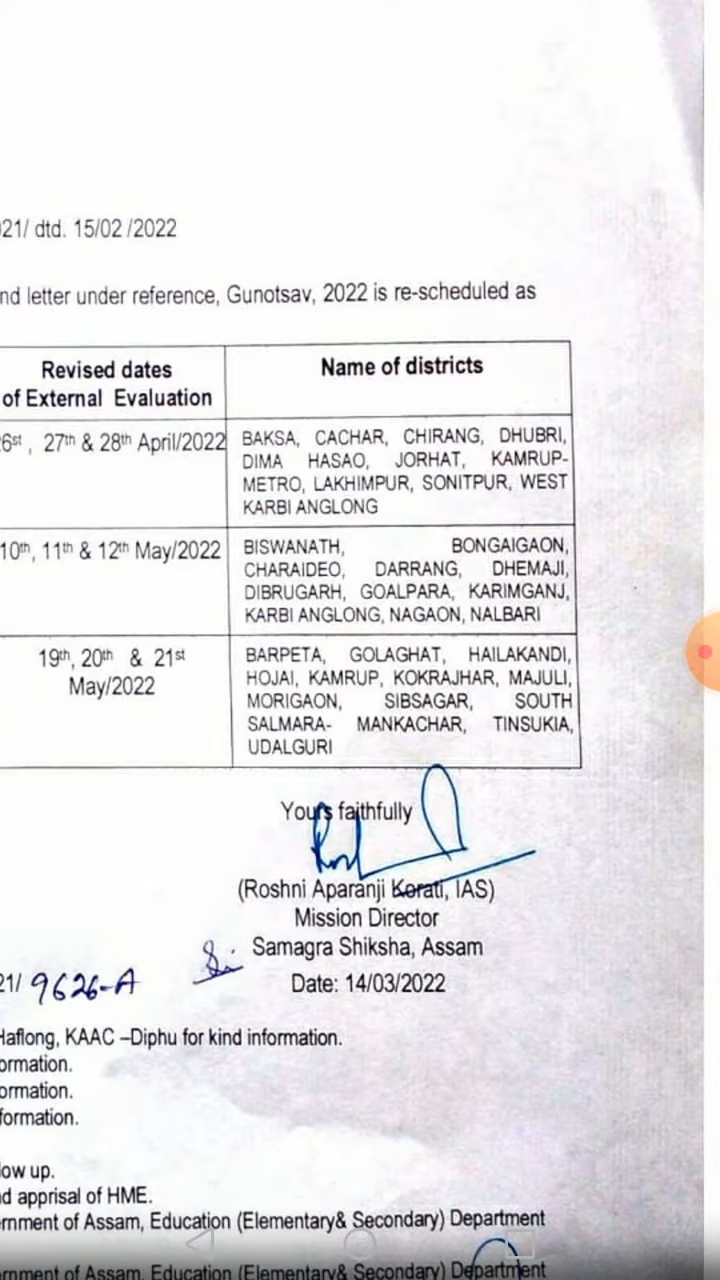 21/ dtd. 15/02 /2022
nd letter under reference, Gunotsav, 2022 is re-scheduled as
Revised dates
of External Evaluation
Name of districts
6st , 27th & 28th April/2022
BAKSA, CACHAR, CHIRANG, DHUBRI,
DIMA HASAO, JORHAT, KAMRUP-
METRO, LAKHIMPUR, SONITPUR, WEST
KARBI ANGLONG
10th, 11th & 12th May/2022
BISWANATH, BONGAIGAON,
CHARAIDEO, DARRANG, DHEMAJI,
DIBRUGARH, GOALPARA, KARIMGANJ,
KARBI ANGLONG, NAGAON, NALBARI
19th, 20th & 21st
May/2022
BARPETA, GOLAGHAT, HAILAKANDI,
HOJAI, KAMRUP, KOKRAJHAR, MAJULI,
MORIGAON, SIBSAGAR, SOUTH
SALMARA- MANKACHAR, TINSUKIA,
UDALGURI
Yours faithfully
(Roshni Aparanji Korati, IAS)
Mission Director
Samagra Shiksha, Assam
21/ 9626-A
Date: 14/03/2022
Haflong, KAAC –Diphu for kind information.
ormation.
ormation.
formation.
low up.
nd apprisal of HME.
rnment of Assam, Education (Elementary& Secondary) Department
rnment of Assam, Education (Elementary& Secondary) Department